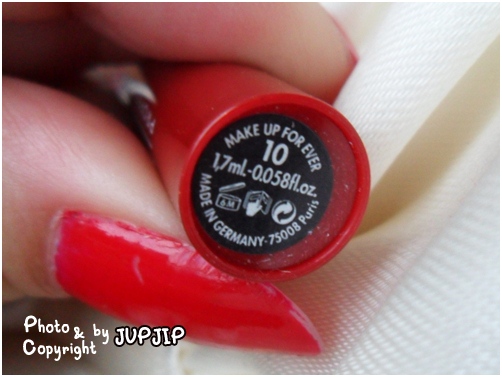 MAKE UP FOR EVER
10
1,7ml.-0.058fl.oz.
6M
MADE IN GERMANY-75008 Paris
Photo & by JUPJIP
Copyright